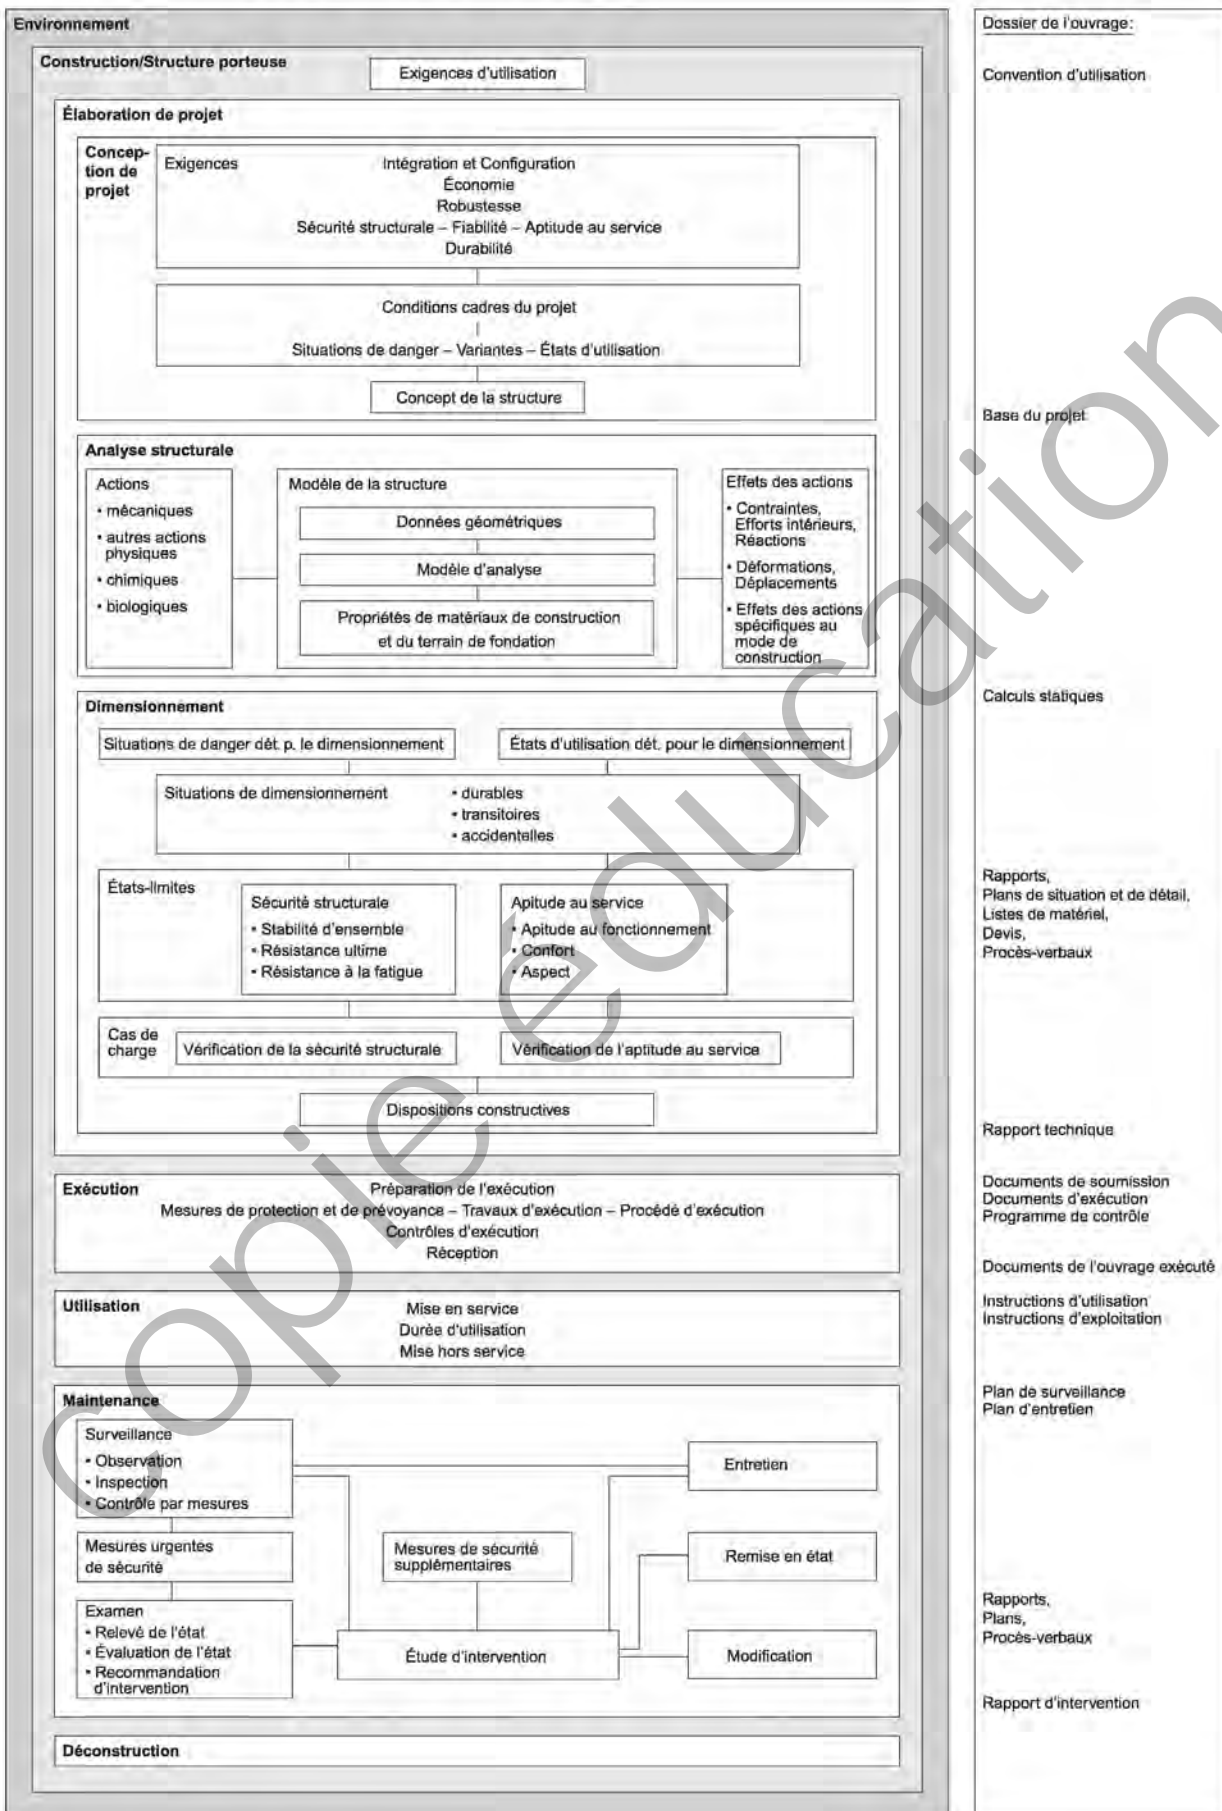 Environnement
Construction/Structure porteuse
Exigences d'utilisation
Élaboration de projet
Concep-
tion de
projet
Exigences
Intégration et Configuration
Économie
Robustesse
Sécurité structurale – Fiabilité – Aptitude au service
Durabilité
Conditions cadres du projet
Situations de danger – Variantes – États d'utilisation
Concept de la structure
Analyse structurale
Actions
• mécaniques
• autres actions
physiques
• chimiques
• biologiques
Modèle de la structure
Données géométriques
Modèle d'analyse
Propriétés de matériaux de construction
et du terrain de fondation
Effets des actions
• Contraintes,
Efforts intérieurs,
Réactions
• Déformations,
Déplacements
• Effets des actions
spécifiques au
mode de
construction
Dimensionnement
Situations de danger dét. p. le dimensionnement
États d'utilisation dét. pour le dimensionnement
Situations de dimensionnement
• durables
• transitoires
• accidentelles
États-limites
Sécurité structurale
• Stabilité d'ensemble
• Résistance ultime
• Résistance à la fatigue
Aptitude au service
• Aptitude au fonctionnement
• Confort
• Aspect
Cas de
charge
Vérification de la sécurité structurale
Vérification de l'aptitude au service
Dispositions constructives
Exécution
Préparation de l'exécution
Mesures de protection et de prévoyance – Travaux d'exécution – Procédé d'exécution
Contrôles d'exécution
Réception
Utilisation
Mise en service
Durée d'utilisation
Mise hors service
Maintenance
Surveillance
• Observation
• Inspection
• Contrôle par mesures
Entretien
Mesures urgentes
de sécurité
Mesures de sécurité
supplémentaires
Remise en état
Examen
• Relevé de l'état
• Évaluation de l'état
• Recommandation
d'intervention
Étude d'intervention
Modification
Déconstruction
Dossier de l'ouvrage:
Convention d'utilisation
Base du projet
Calculs statiques
Rapports,
Plans de situation et de détail,
Listes de matériel,
Devis,
Procès-verbaux
Rapport technique
Documents de soumission
Documents d'exécution
Programme de contrôle
Documents de l'ouvrage exécuté
Instructions d'utilisation
Instructions d'exploitation
Plan de surveillance
Plan d'entretien
Rapports,
Plans,
Procès-verbaux
Rapport d'intervention
copie éducation